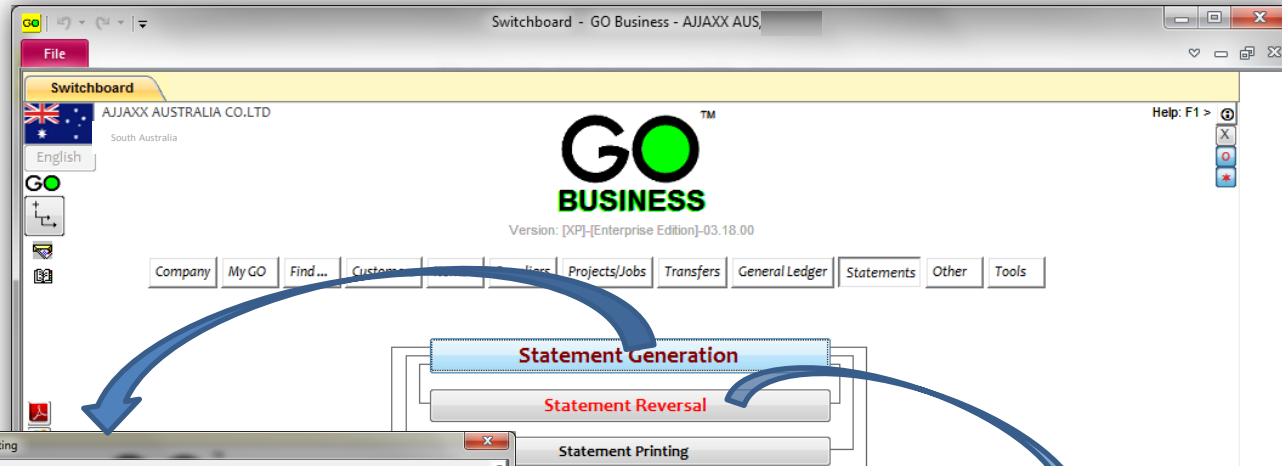 GO
Switchboard - GO Business - AJJAXX AUS,
File
Switchboard
AJJAXX AUSTRALIA CO.LTD
South Australia
Help: F1 >
English
GO
GO
TM
BUSINESS
Version: [XP]-[Enterprise Edition]-03.18.00
Company My GO Find ... Projects/Jobs Transfers General Ledger Statements Other Tools
Statement Generation
Statement Reversal
Statement Printing